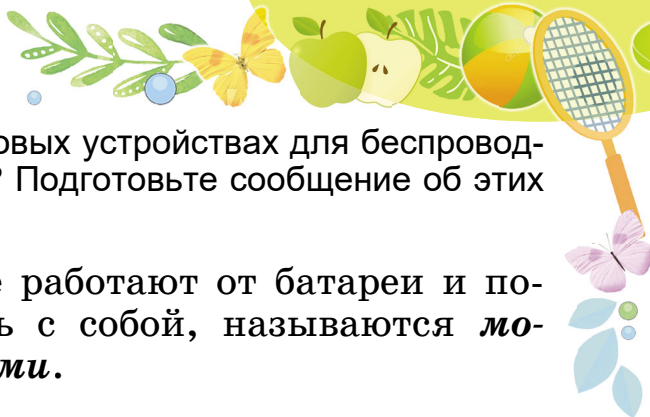 овых устройствах для беспровод-
? Подготовьте сообщение об этих
е работают от батареи и по-
ь с собой, называются мо-
ми.